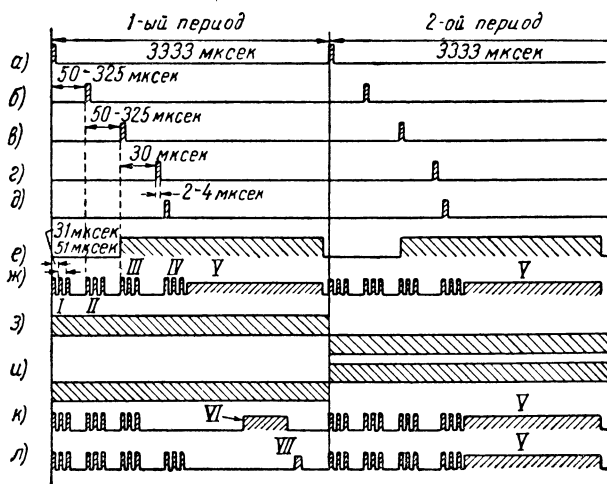 1-ый период 2-ой период
а) 3333 мксек 3333 мксек
50-325 мксек
б)
50-325 мксек
в)
30 мксек
г)
2-4 мксек
д)
31 мксек
51 мксек
е)
III IV V V
ж)
I II
з)
и)
к) VI V
л) VII V